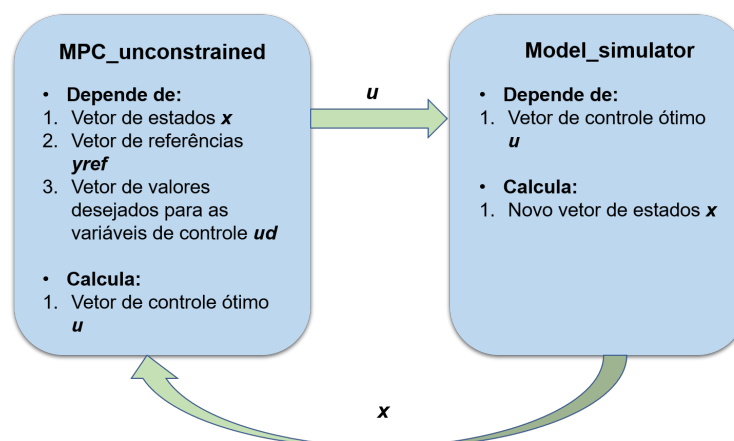 MPC_unconstrained
• Depende de:
1. Vetor de estados x
2. Vetor de referências
yref
3. Vetor de valores
desejados para as
variáveis de controle ud
• Calcula:
1. Vetor de controle ótimo
u
u
Model_simulator
• Depende de:
1. Vetor de controle ótimo
u
• Calcula:
1. Novo vetor de estados x
x